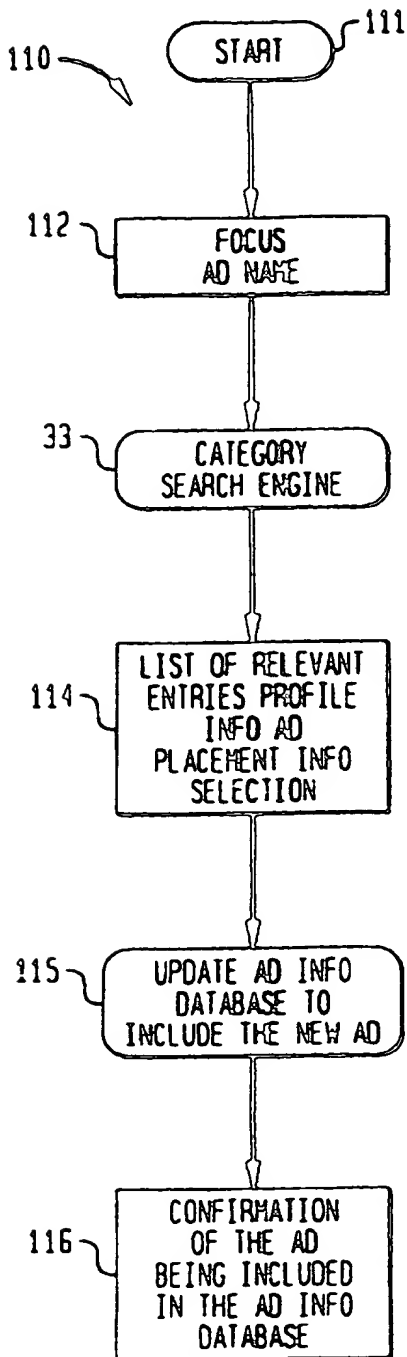 111
START
110
112
FOCUS
AD NAME
33
CATEGORY
SEARCH ENGINE
114
LIST OF RELEVANT
ENTRIES PROFILE
INFO AD
PLACEMENT INFO
SELECTION
115
UPDATE AD INFO
DATABASE TO
INCLUDE THE NEW AD
116
CONFIRMATION
OF THE AD
BEING INCLUDED
IN THE AD INFO
DATABASE